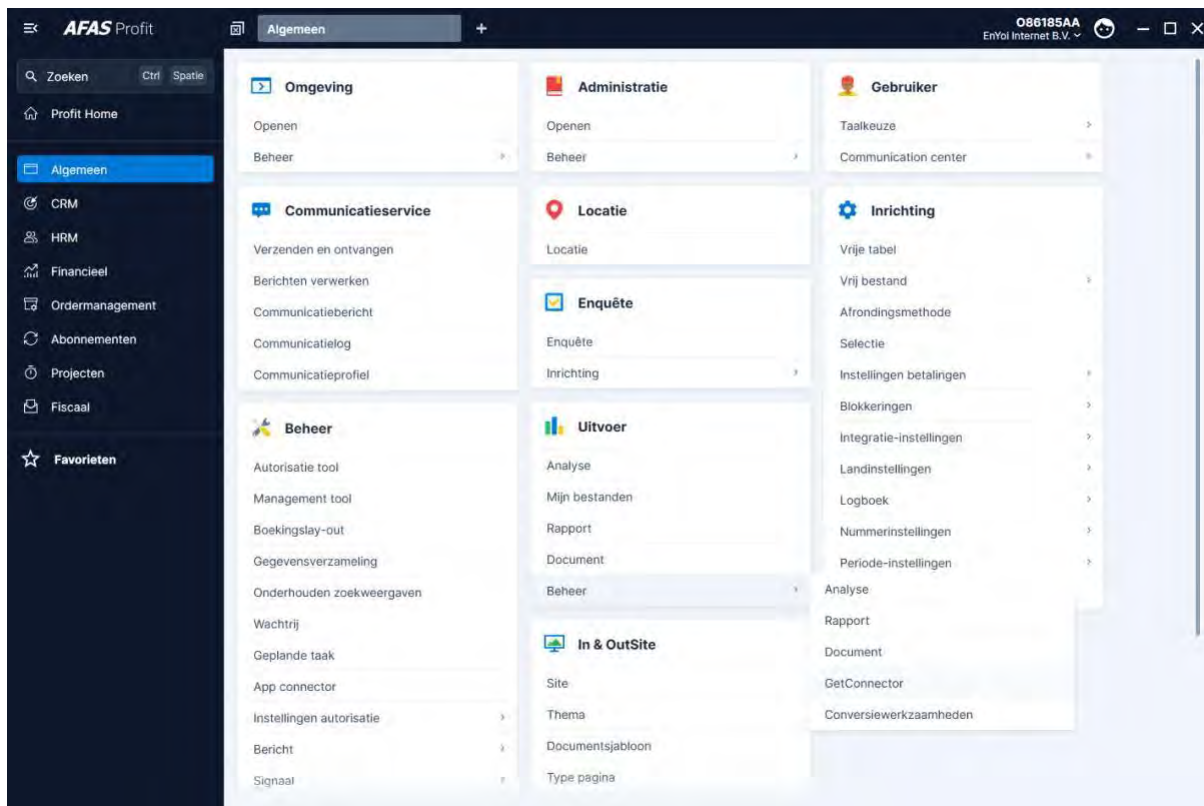 AFAS Profit
Algemeen
O86185AA
EnYoi Internet B.V.
Zoeken
Ctrl Spatie
Profit Home
Algemeen
CRM
HRM
Financieel
Ordermanagement
Abonnementen
Projecten
Fiscaal
Favorieten
Omgeving
Openen
Beheer
Administratie
Openen
Beheer
Gebruiker
Taalkeuze
Communication center
Communicatieservice
Verzenden en ontvangen
Berichten verwerken
Communicatiebericht
Communicatielog
Communicatieprofiel
Locatie
Locatie
Enquête
Enquête
Inrichting
Inrichting
Vrije tabel
Vrij bestand
Afrondingsmethode
Selectie
Instellingen betalingen
Blokkeringen
Integratie-instellingen
Landinstellingen
Logboek
Nummerinstellingen
Periode-instellingen
Beheer
Autorisatie tool
Management tool
Boekingslay-out
Gegevensverzameling
Onderhouden zoekweergaven
Wachtrij
Geplande taak
App connector
Instellingen autorisatie
Bericht
Signaal
Uitvoer
Analyse
Mijn bestanden
Rapport
Document
Beheer
Analyse
Rapport
Document
GetConnector
Conversiewerkzaamheden
In & OutSite
Site
Thema
Documentsjabloon
Type pagina